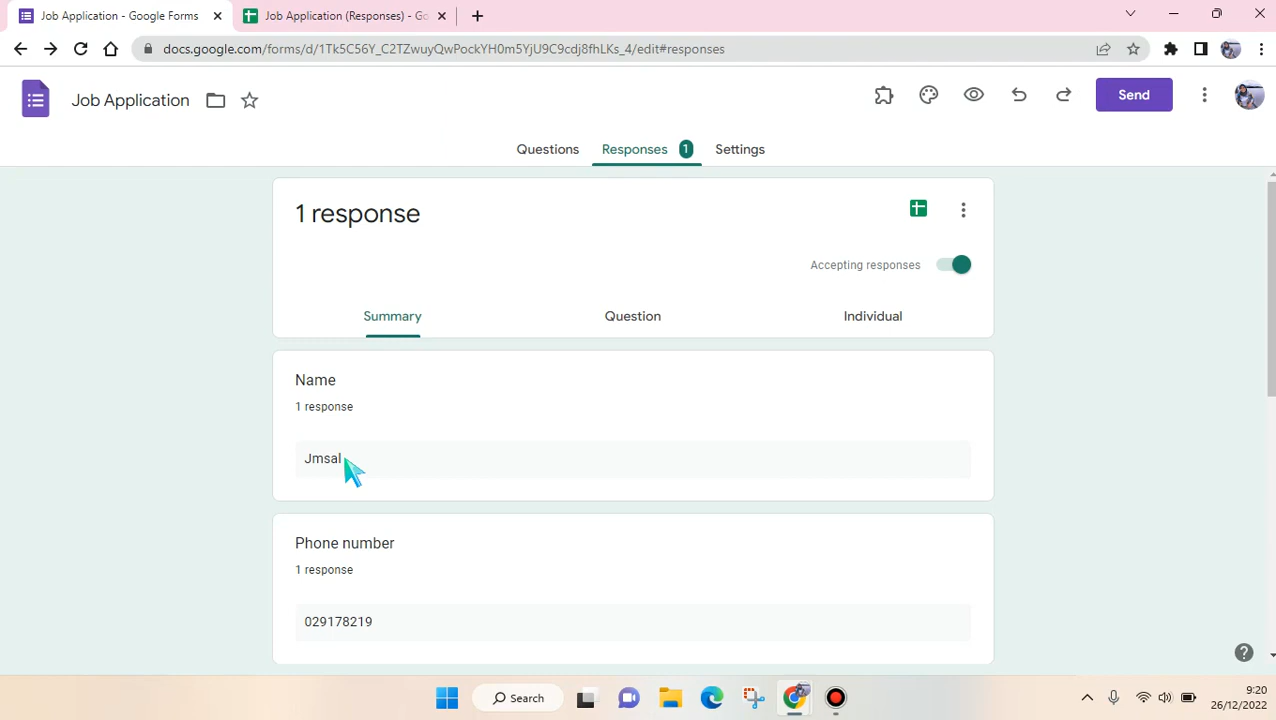 Job Application - Google Forms
Job Application (Responses) - Go
docs.google.com/forms/d/1Tk5C56Y_C2TZwuyQwPockYH0m5YjU9C9cdj8fhLKs_4/edit#responses
Job Application
Send
Questions
Responses 1
Settings
1 response
Accepting responses
Summary
Question
Individual
Name
1 response
Jmsal
Phone number
1 response
029178219
Search
9:20
26/12/2022